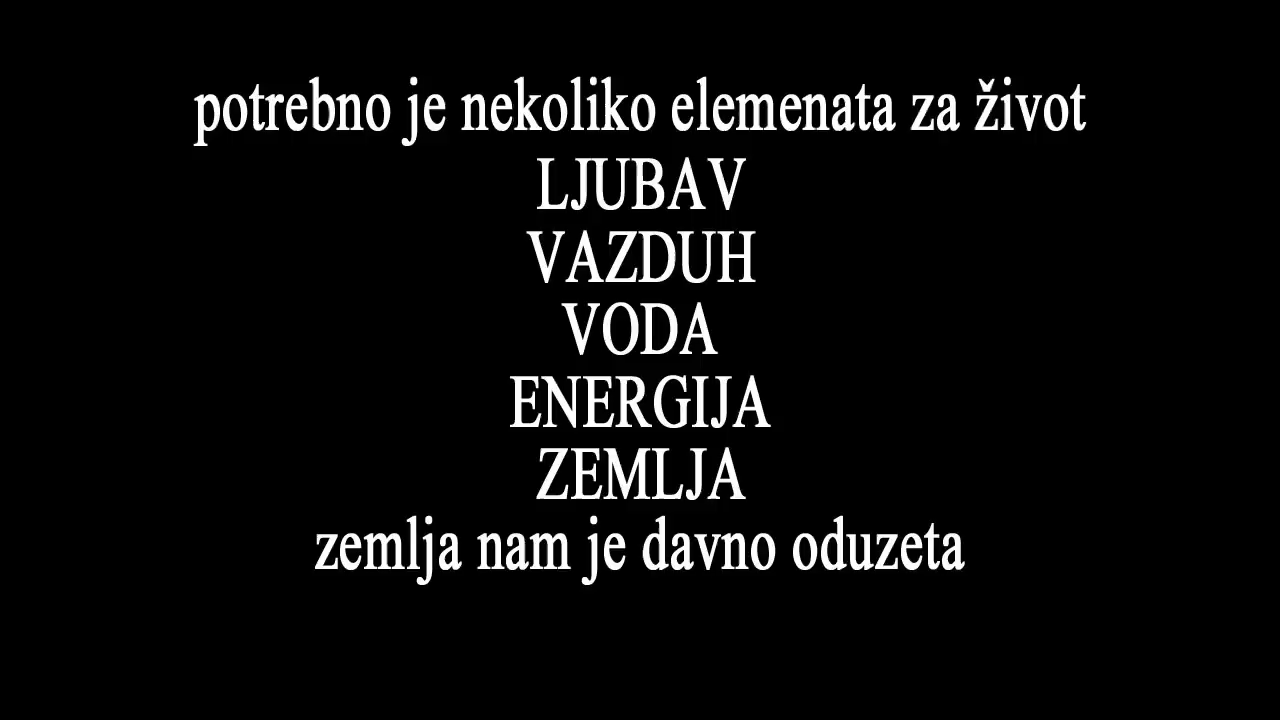 potrebno je nekoliko elemenata za život
LJUBAV
VAZDUH
VODA
ENERGIJA
ZEMLJA
zemlja nam je davno oduzeta